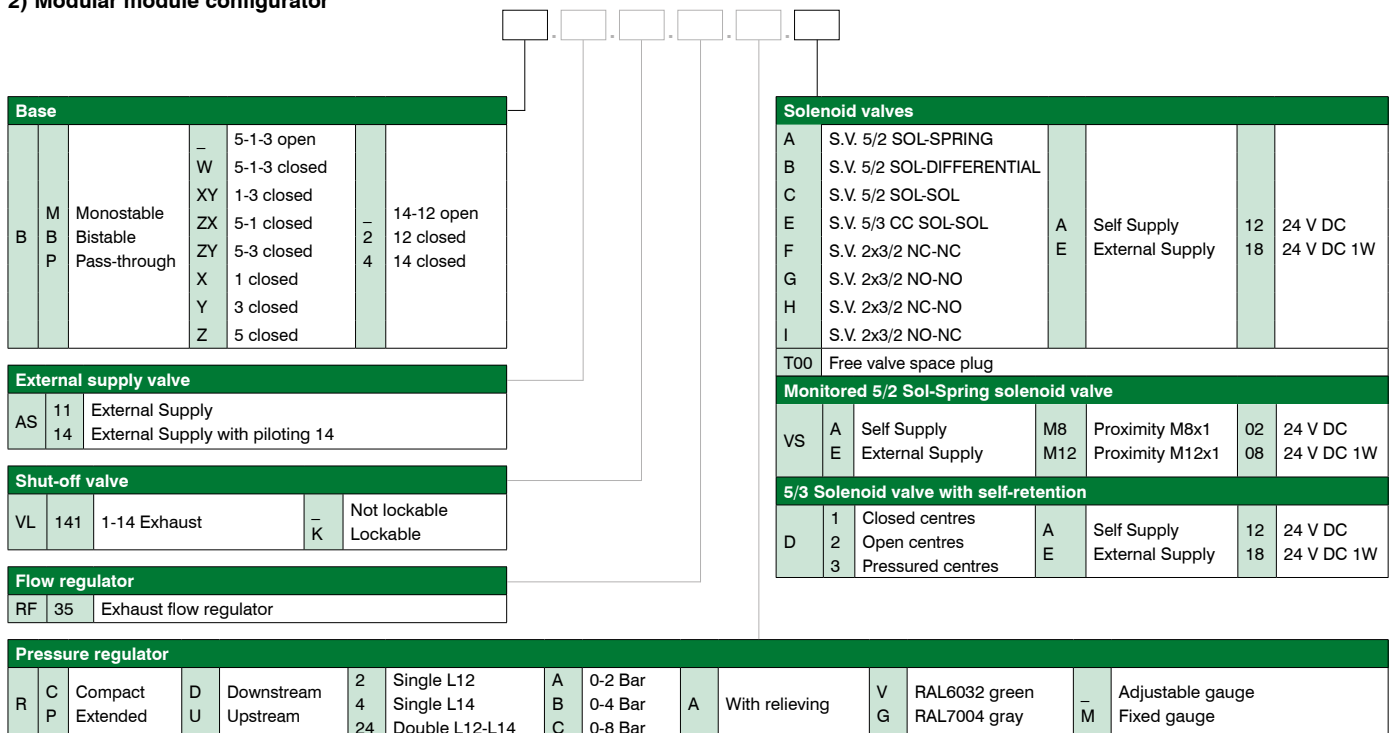 2) Modular module configurator
. . . . .
Base
B
M Monostable
B Bistable
P Pass-through
_ 5-1-3 open
W 5-1-3 closed
XY 1-3 closed
ZX 5-1 closed
ZY 5-3 closed
X 1 closed
Y 3 closed
Z 5 closed
_ 14-12 open
2 12 closed
4 14 closed
External supply valve
AS
11 External Supply
14 External Supply with piloting 14
Shut-off valve
VL 141 1-14 Exhaust
_ Not lockable
K Lockable
Flow regulator
RF 35 Exhaust flow regulator
Solenoid valves
A S.V. 5/2 SOL-SPRING
B S.V. 5/2 SOL-DIFFERENTIAL
C S.V. 5/2 SOL-SOL
E S.V. 5/3 CC SOL-SOL
F S.V. 2x3/2 NC-NC
G S.V. 2x3/2 NO-NO
H S.V. 2x3/2 NC-NO
I S.V. 2x3/2 NO-NC
A Self Supply
E External Supply
12 24 V DC
18 24 V DC 1W
T00 Free valve space plug
Monitored 5/2 Sol-Spring solenoid valve
VS
A Self Supply
E External Supply
M8 Proximity M8x1
M12 Proximity M12x1
02 24 V DC
08 24 V DC 1W
5/3 Solenoid valve with self-retention
D
1 Closed centres
2 Open centres
3 Pressured centres
A Self Supply
E External Supply
12 24 V DC
18 24 V DC 1W
Pressure regulator
R
C Compact
P Extended
D Downstream
U Upstream
2 Single L12
4 Single L14
24 Double L12-L14
A 0-2 Bar
B 0-4 Bar
C 0-8 Bar
A With relieving
V RAL6032 green
G RAL7004 gray
_ Adjustable gauge
M Fixed gauge